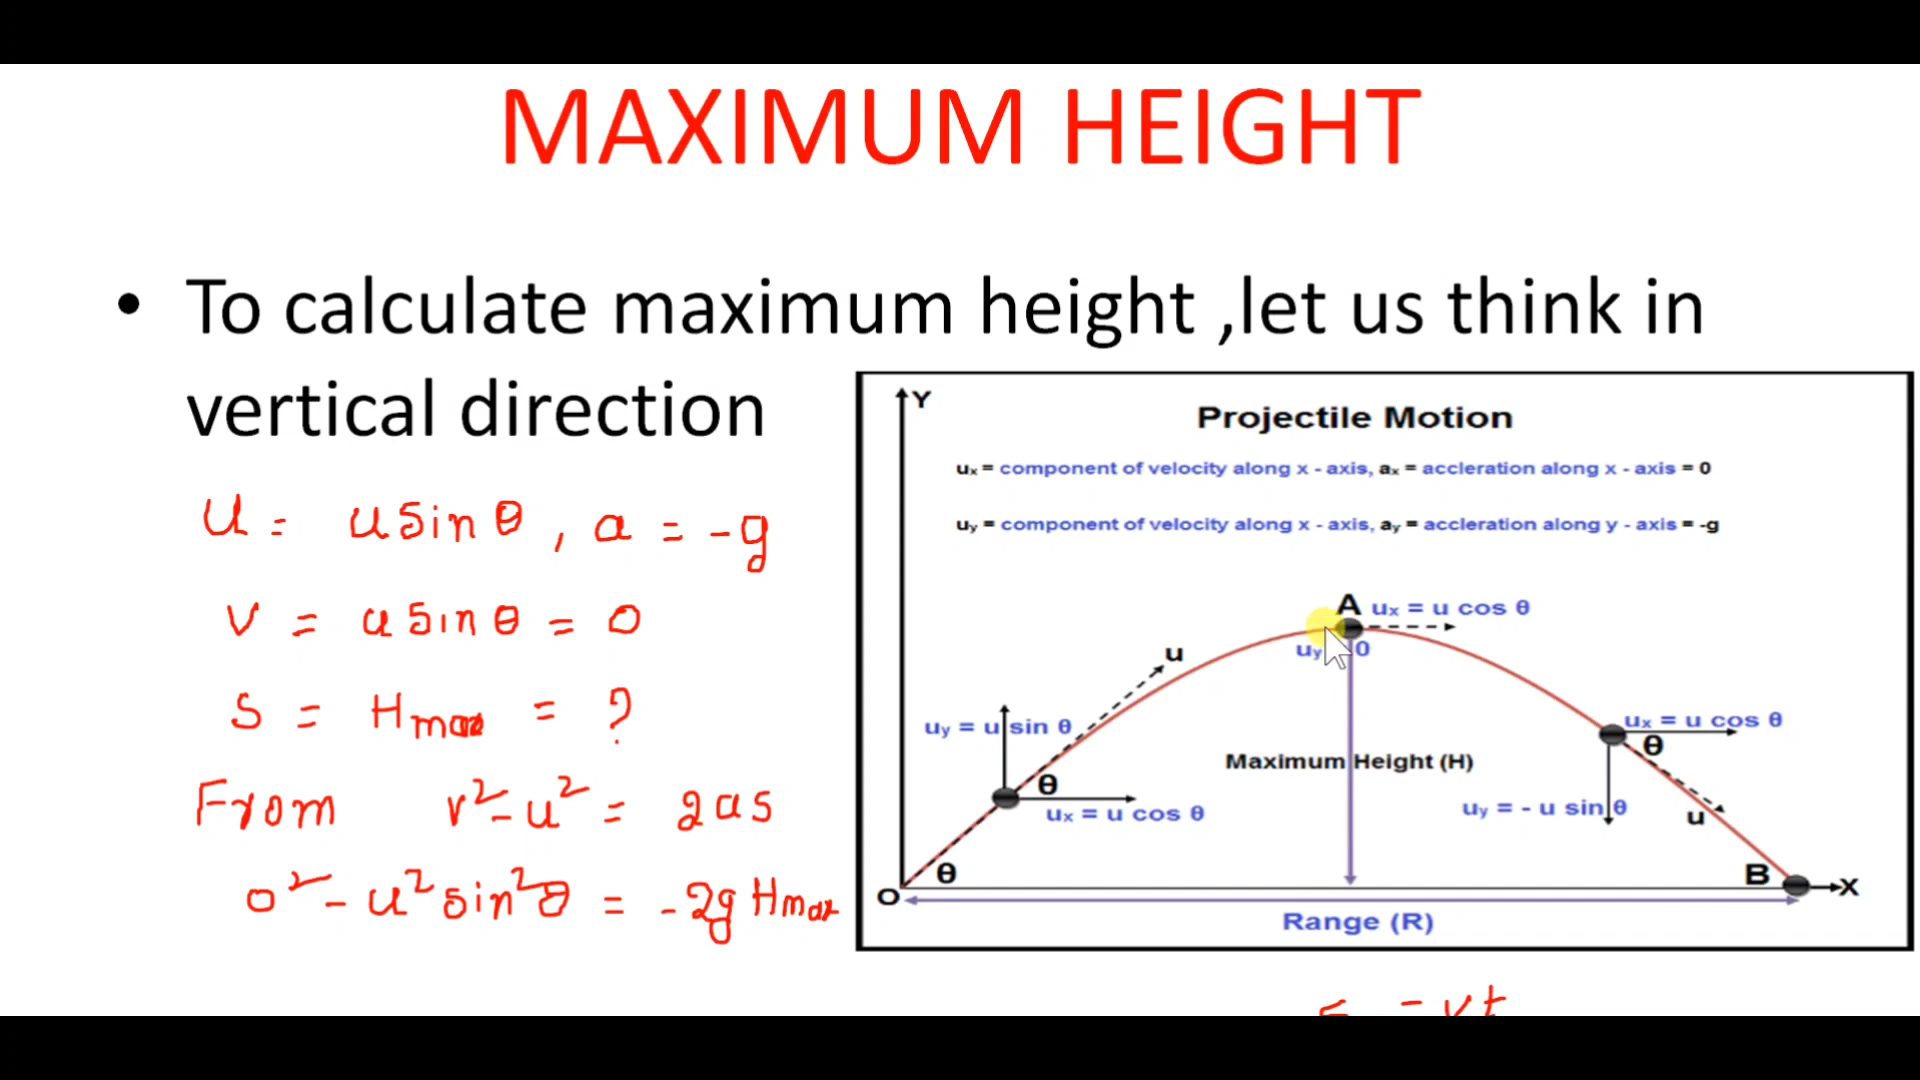 MAXIMUM HEIGHT
• To calculate maximum height ,let us think in
vertical direction
U = u sin θ , a = -g
v = u sin θ = 0
S = Hmax = ?
From v² - u² = 2as
0² - u² sin² θ = -2g Hmax
Y
Projectile Motion
uₓ = component of velocity along x - axis, aₓ = accleration along x - axis = 0
uᵧ = component of velocity along x - axis, aᵧ = accleration along y - axis = -g
A uₓ = u cos θ
uᵧ 0
u
uᵧ = u sin θ
θ
uₓ = u cos θ
Maximum Height (H)
uₓ = u cos θ
θ
uᵧ = - u sin θ
u
O
θ
B
X
Range (R)
= vt